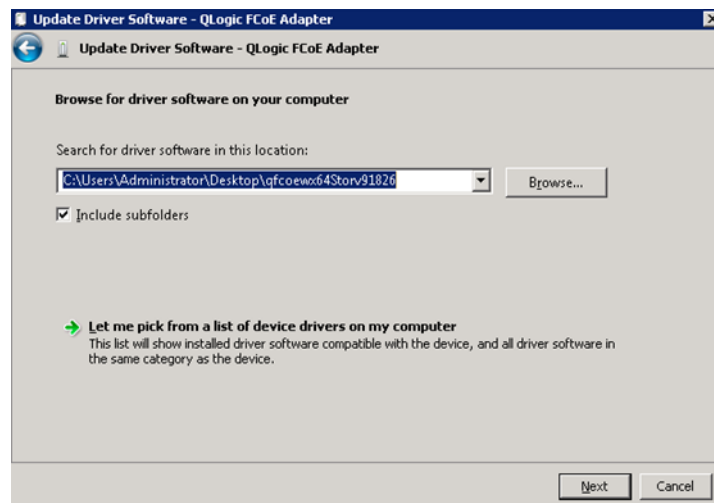 Update Driver Software - QLogic FCoE Adapter
Update Driver Software - QLogic FCoE Adapter
Browse for driver software on your computer
Search for driver software in this location:
C:\Users\Administrator\Desktop\qfcoewx64Storv91826
Browse...
Include subfolders
Let me pick from a list of device drivers on my computer
This list will show installed driver software compatible with the device, and all driver software in
the same category as the device.
Next
Cancel